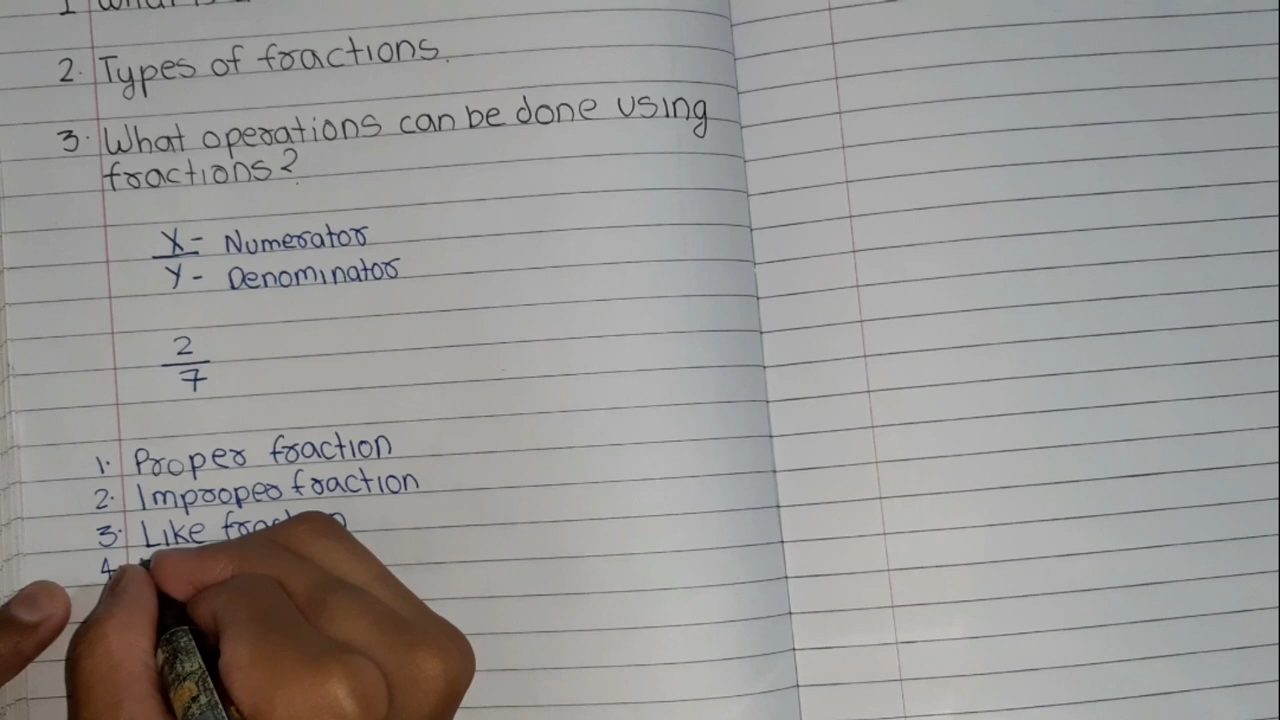 2. Types of fractions.
3. What operations can be done using
fractions?
X - Numerator
Y - Denominator
2
7
1. Proper fraction
2. Improper fraction
3. Like fraction
4